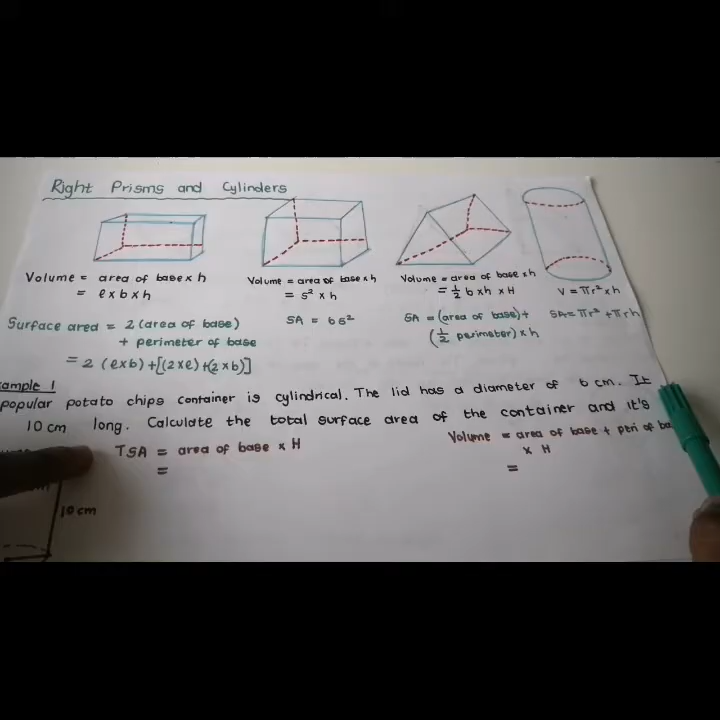 Right Prisms and Cylinders
Volume = area of base x h
= l x b x h
Volume = area of base x h
= s² x h
Volume = area of base x h
= ½ b x h x H
V = πr² x h
Surface area = 2 (area of base)
+ perimeter of base
= 2 (l x b) + [(2 x l) + (2 x b)]
SA = 6s²
SA = (area of base) +
(½ perimeter) x h
SA = πr² + πrh
ample 1
popular potato chips container is cylindrical. The lid has a diameter of 6 cm. It
10 cm long. Calculate the total surface area of the container and it's
TSA = area of base x H
=
Volume = area of base + peri of ba
x H
=
10 cm